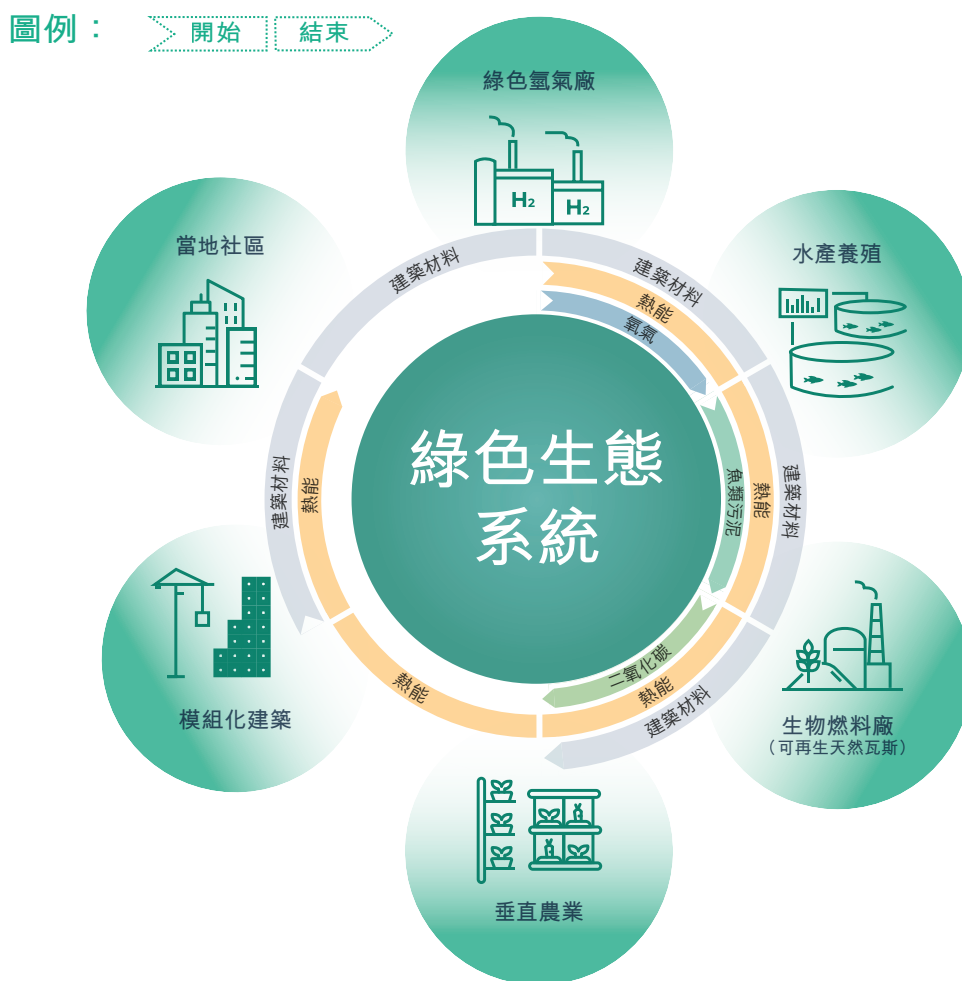 圖例：
開始
結束
綠色氫氣廠
H2
H2
當地社區
水產養殖
建築材料
建築材料
熱能
氧氣
綠色生態
系統
建築材料
熱能
魚類污泥
熱能
建築材料
二氧化碳
熱能
建築材料
熱能
模組化建築
生物燃料廠
（可再生天然瓦斯）
垂直農業